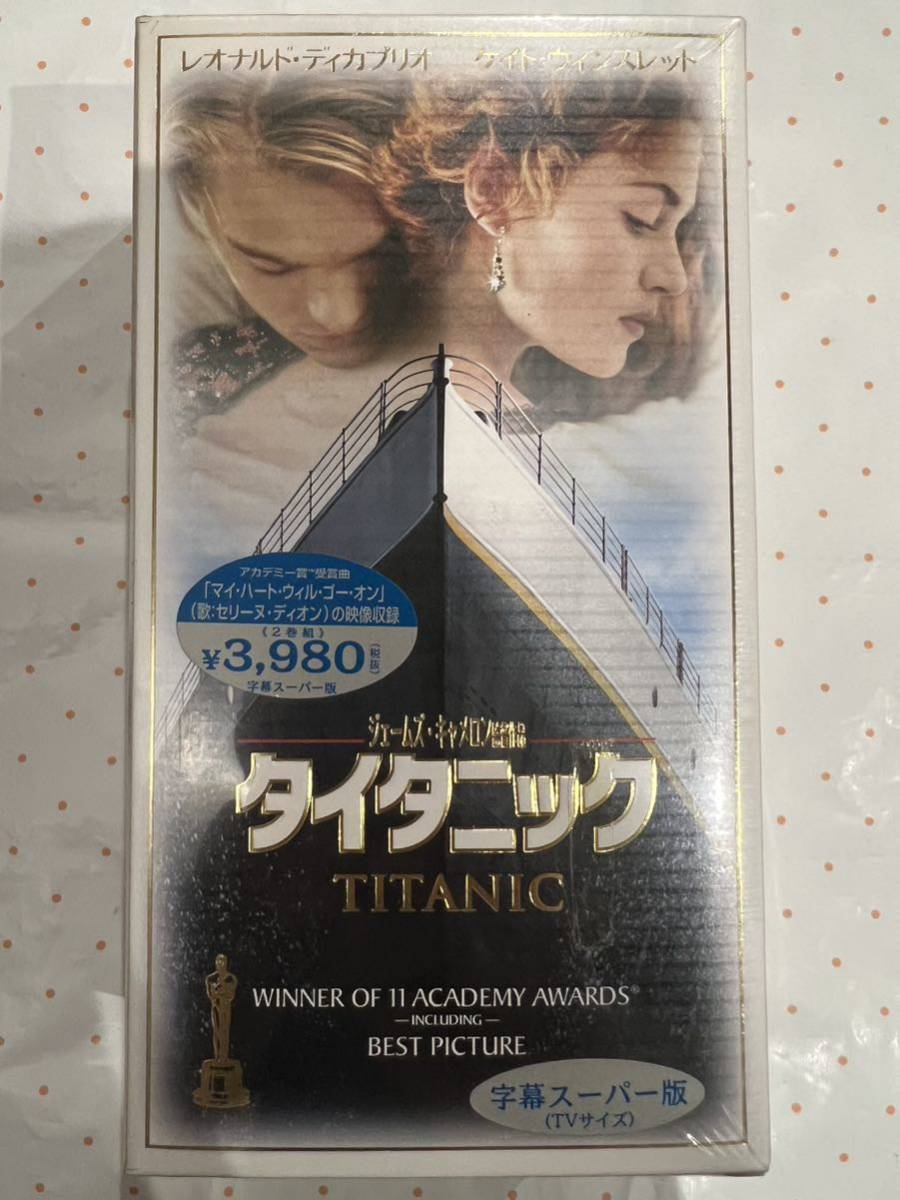 レオナルド・ディカプリオ ケイト・ウィンスレット
アカデミー賞™受賞曲
「マイ・ハート・ウィル・ゴー・オン」
(歌:セリーヌ・ディオン)の映像収録
《2巻組》
¥3,980(税抜)
字幕スーパー版
ジェームズ・キャメロン監督作品
タイタニック
TITANIC
WINNER OF 11 ACADEMY AWARDS®
—INCLUDING—
BEST PICTURE
字幕スーパー版
(TVサイズ)